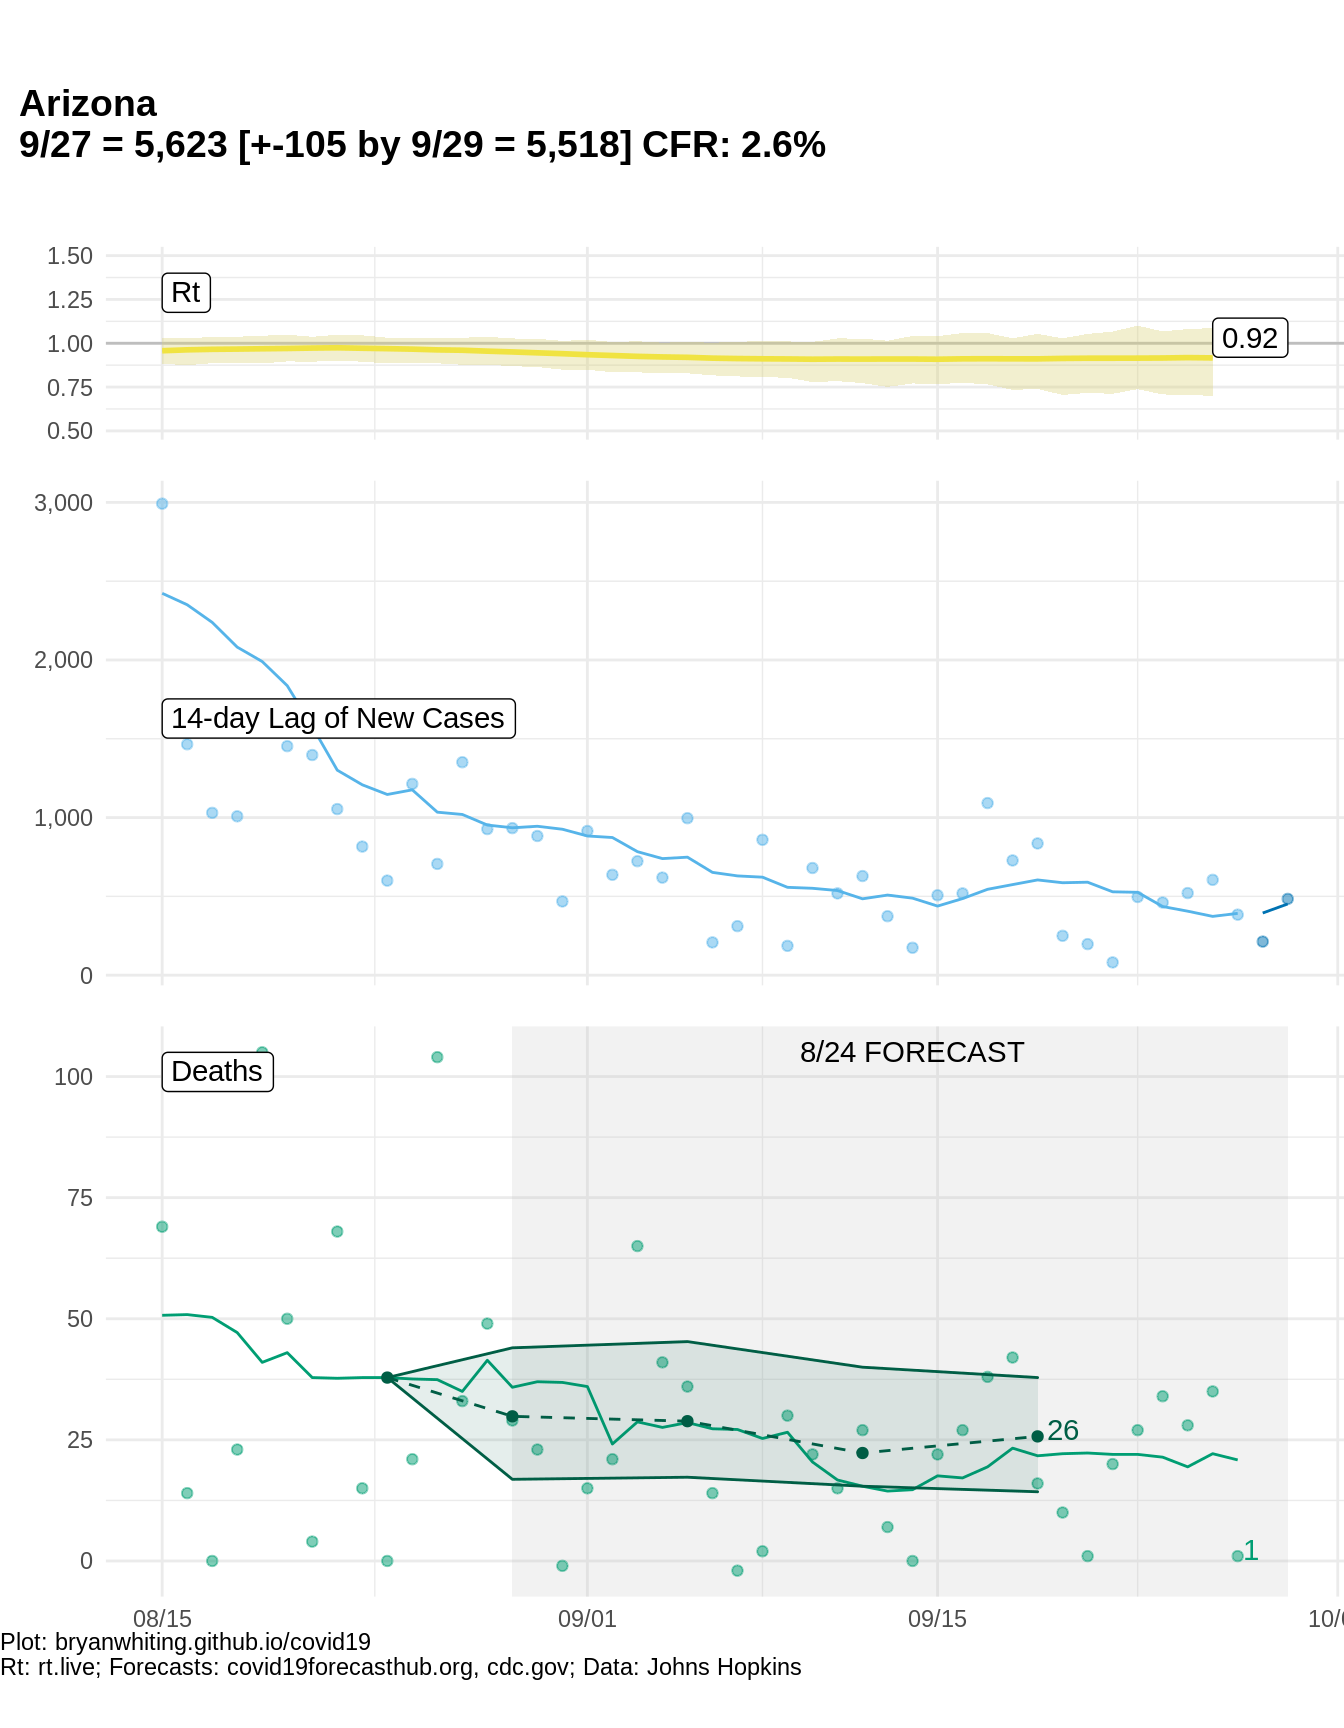 Arizona
9/27 = 5,623 [+-105 by 9/29 = 5,518] CFR: 2.6%
1.50
Rt
1.25
0.92
1.00
0.75
0.50
3,000
2,000
14-day Lag of New Cases
1,000
0
8/24 FORECAST
Deaths
100
75
50
26
25
1
0
08/15 09/01 09/15 10/0
Plot: bryanwhiting.github.io/covid19
Rt: rt.live; Forecasts: covid19forecasthub.org, cdc.gov; Data: Johns Hopkins